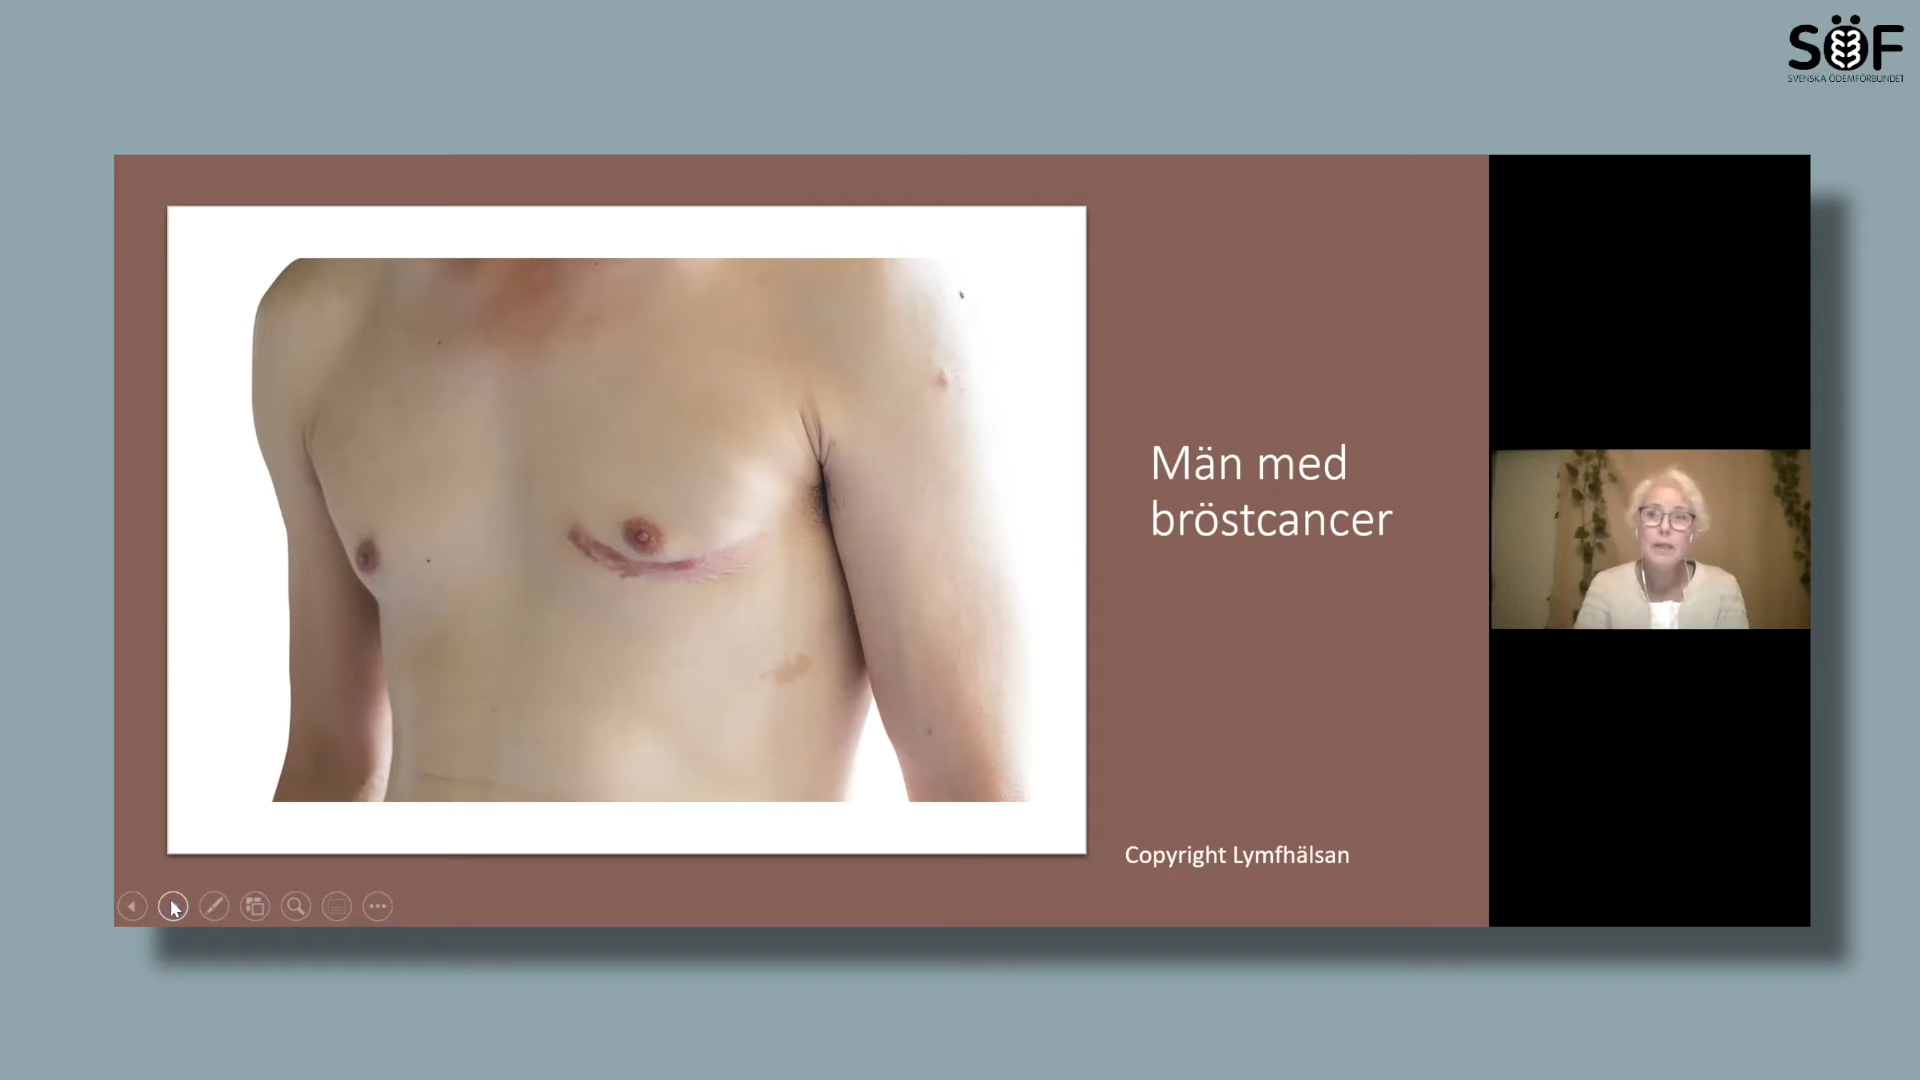 SÖF
SVENSKA ÖDEMFÖRBUNDET
Män med
bröstcancer
Copyright Lymfhälsan